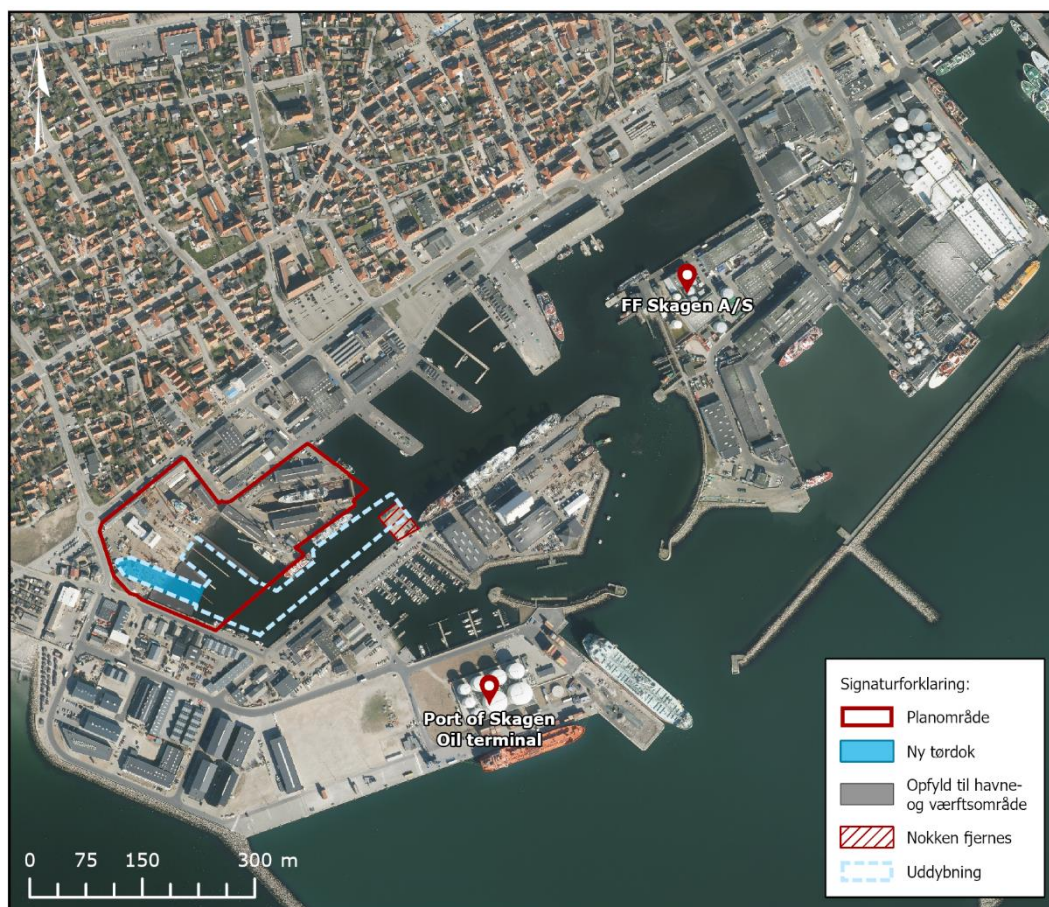 N
FF Skagen A/S
Port of Skagen
Oil terminal
Signaturforklaring:
Planområde
Ny tørdok
Opfyld til havne-
og værftsområde
Nokken fjernes
Uddybning
0 75 150 300 m